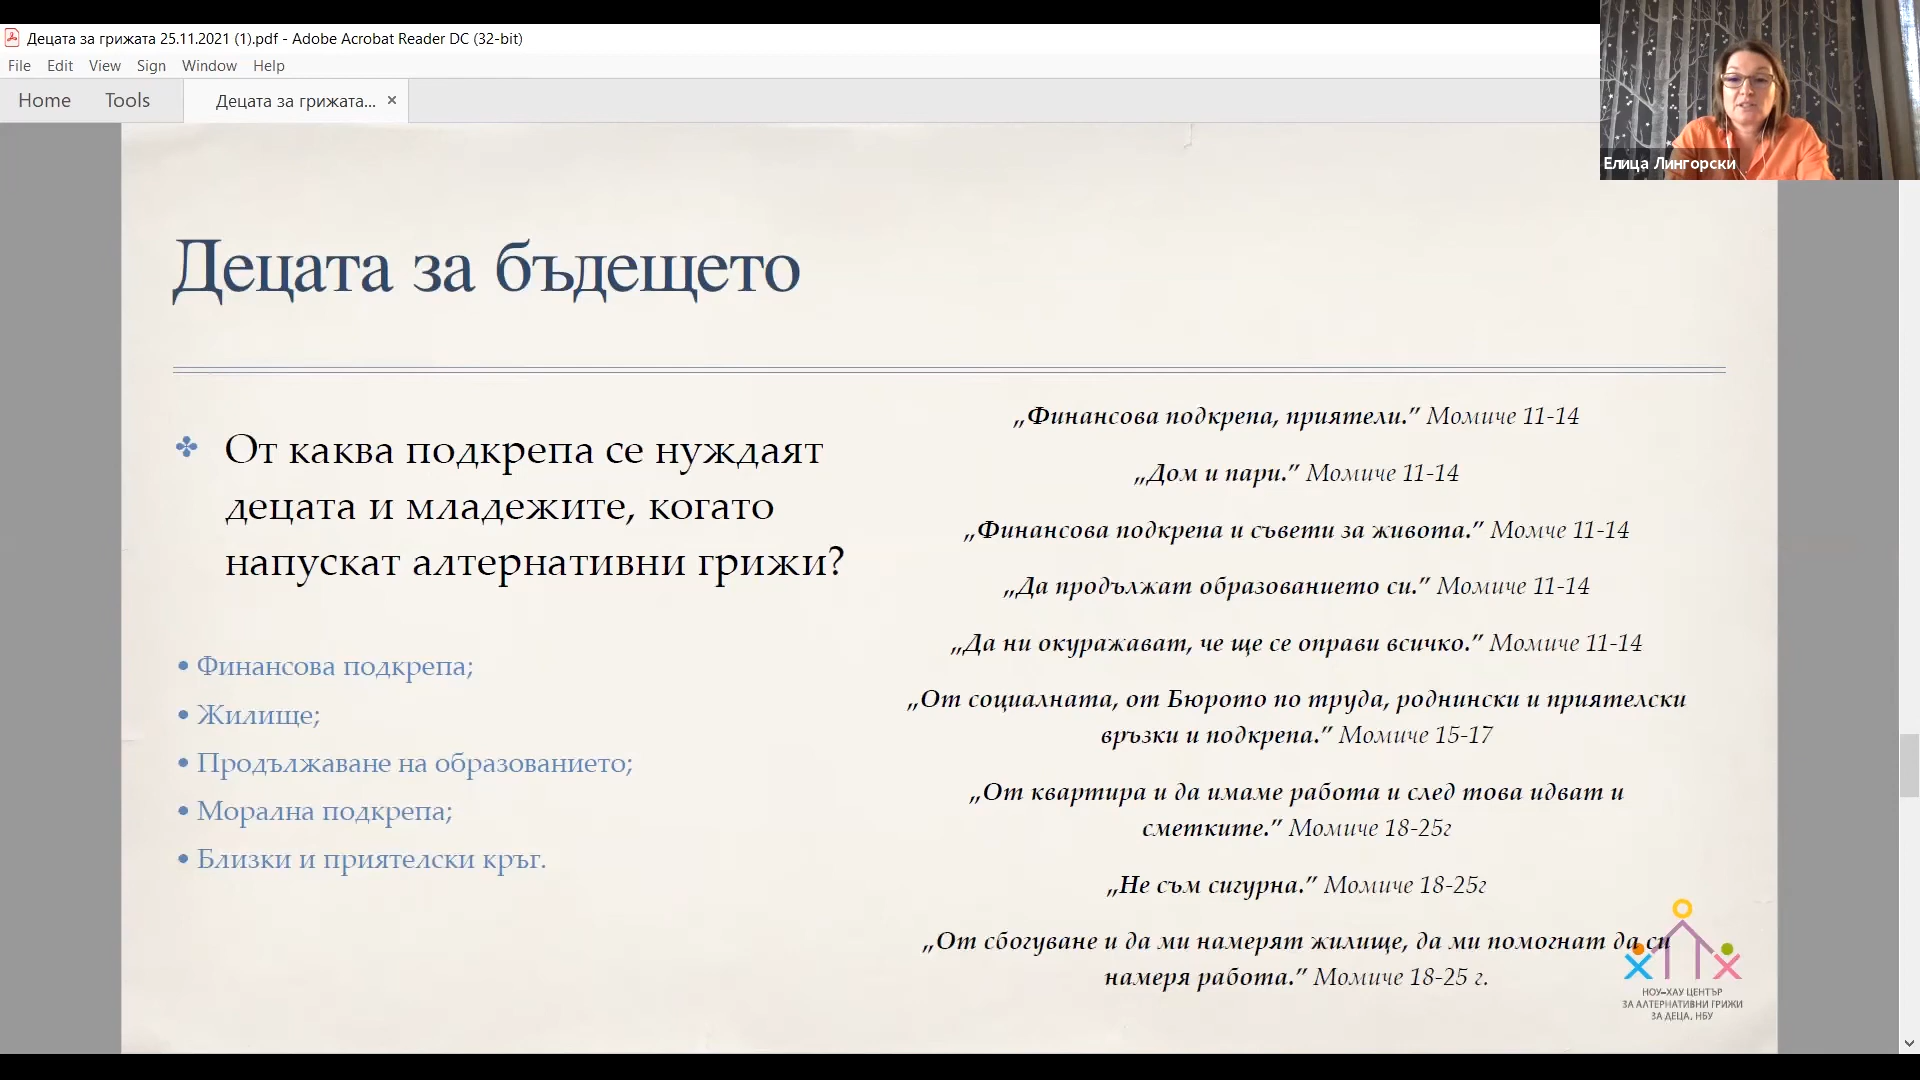 Децата за грижата 25.11.2021 (1).pdf - Adobe Acrobat Reader DC (32-bit)
File Edit View Sign Window Help
Home Tools Децата за грижата... ×
Елица Лингорски
Децата за бъдещето
От каква подкрепа се нуждаят
децата и младежите, когато
напускат алтернативни грижи?
• Финансова подкрепа;
• Жилище;
• Продължаване на образованието;
• Морална подкрепа;
• Близки и приятелски кръг.
„Финансова подкрепа, приятели.” Момиче 11-14
„Дом и пари.” Момиче 11-14
„Финансова подкрепа и съвети за живота.” Момче 11-14
„Да продължат образованието си.” Момиче 11-14
„Да ни окуражават, че ще се оправи всичко.” Момиче 11-14
„От социалната, от Бюрото по труда, роднински и приятелски
връзки и подкрепа.” Момиче 15-17
„От квартира и да имаме работа и след това идват и
сметките.” Момиче 18-25г
„Не съм сигурна.” Момиче 18-25г
„От сбогуване и да ми намерят жилище, да ми помогнат да си
намеря работа.” Момиче 18-25 г.
НОУ-ХАУ ЦЕНТЪР
ЗА АЛТЕРНАТИВНИ ГРИЖИ
ЗА ДЕЦА, НБУ